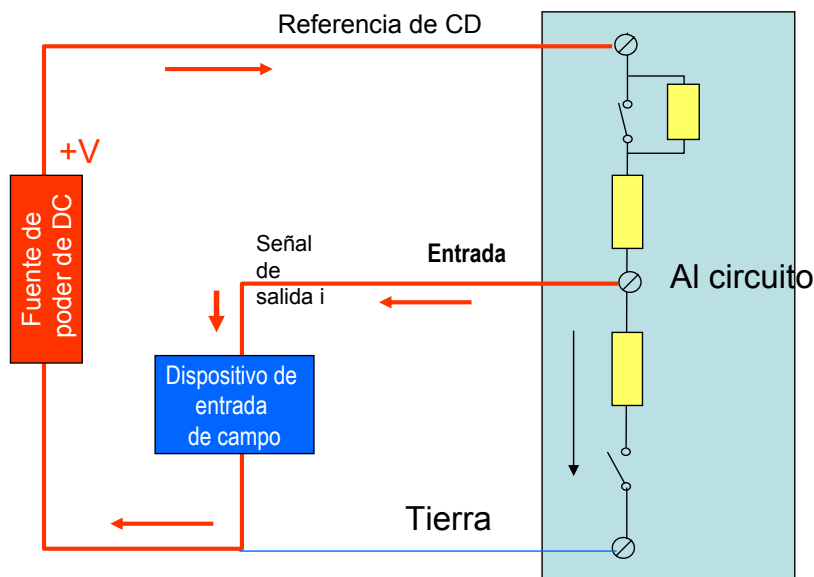 Referencia de CD
+V
Fuente de
poder de DC
Señal
de
salida i
Entrada
Al circuito
Dispositivo de
entrada
de campo
Tierra